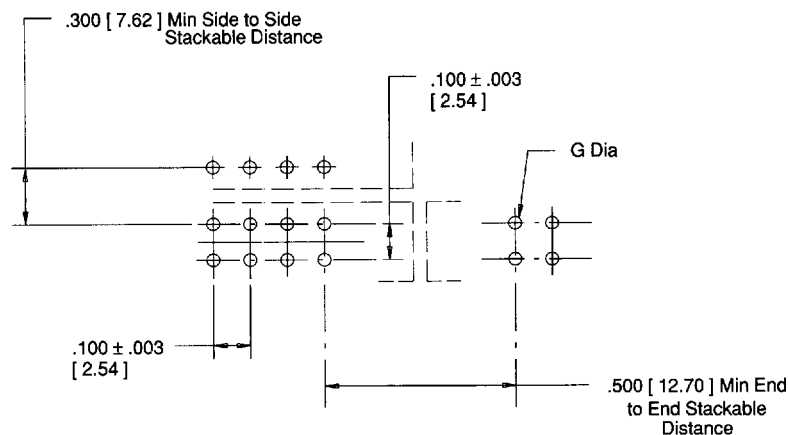 .300 [ 7.62 ] Min Side to Side
Stackable Distance
.100 ± .003
[ 2.54 ]
G Dia
.100 ± .003
[ 2.54 ]
.500 [ 12.70 ] Min End
to End Stackable
Distance